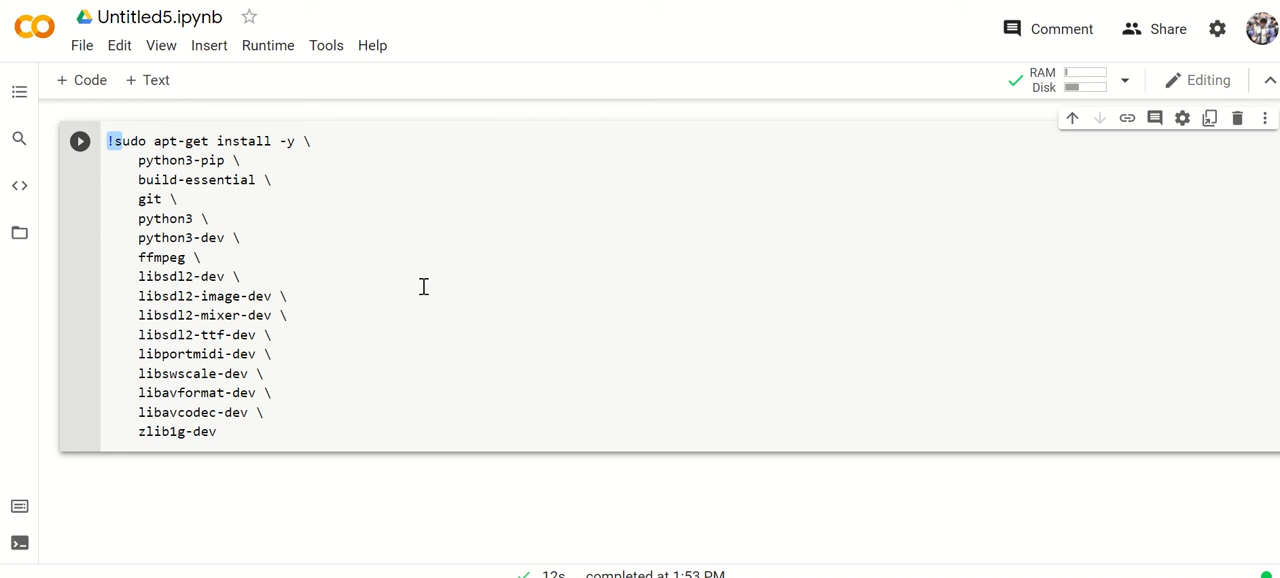 Untitled5.ipynb
File Edit View Insert Runtime Tools Help
Comment Share
+ Code + Text
RAM
Disk
Editing
!sudo apt-get install -y \
python3-pip \
build-essential \
git \
python3 \
python3-dev \
ffmpeg \
libsdl2-dev \
libsdl2-image-dev \
libsdl2-mixer-dev \
libsdl2-ttf-dev \
libportmidi-dev \
libswscale-dev \
libavformat-dev \
libavcodec-dev \
zlib1g-dev
12s completed at 1:53 PM